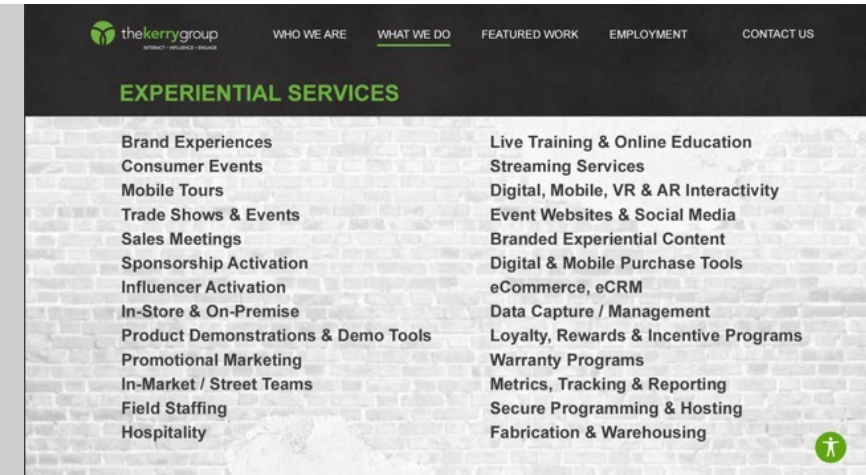 thekerrygroup
INTERACT – INFLUENCE – ENGAGE
WHO WE ARE
WHAT WE DO
FEATURED WORK
EMPLOYMENT
CONTACT US
EXPERIENTIAL SERVICES
Brand Experiences
Consumer Events
Mobile Tours
Trade Shows & Events
Sales Meetings
Sponsorship Activation
Influencer Activation
In-Store & On-Premise
Product Demonstrations & Demo Tools
Promotional Marketing
In-Market / Street Teams
Field Staffing
Hospitality
Live Training & Online Education
Streaming Services
Digital, Mobile, VR & AR Interactivity
Event Websites & Social Media
Branded Experiential Content
Digital & Mobile Purchase Tools
eCommerce, eCRM
Data Capture / Management
Loyalty, Rewards & Incentive Programs
Warranty Programs
Metrics, Tracking & Reporting
Secure Programming & Hosting
Fabrication & Warehousing